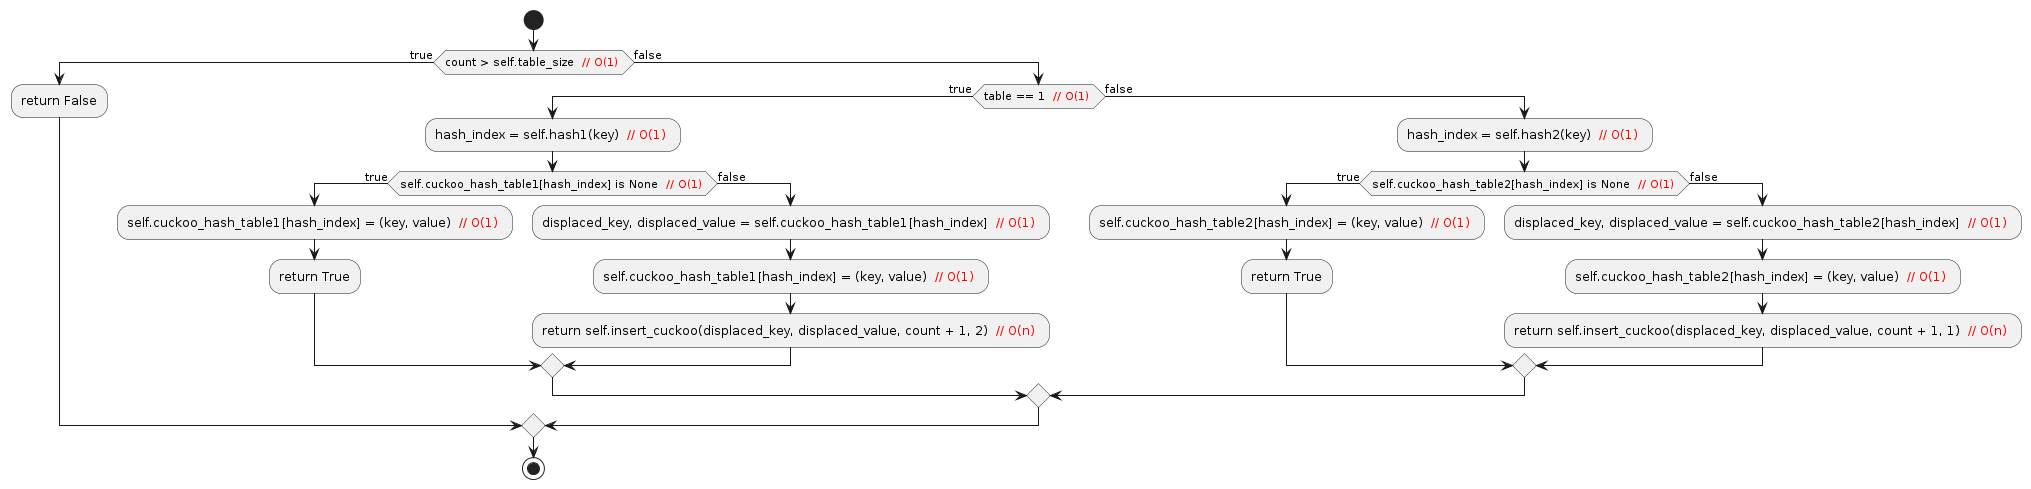 true
count > self.table_size // O(1)
false
return False
true
table == 1 // O(1)
false
hash_index = self.hash1(key) // O(1)
true
self.cuckoo_hash_table1[hash_index] is None // O(1)
false
self.cuckoo_hash_table1[hash_index] = (key, value) // O(1)
return True
displaced_key, displaced_value = self.cuckoo_hash_table1[hash_index] // O(1)
self.cuckoo_hash_table1[hash_index] = (key, value) // O(1)
return self.insert_cuckoo(displaced_key, displaced_value, count + 1, 2) // O(n)
hash_index = self.hash2(key) // O(1)
true
self.cuckoo_hash_table2[hash_index] is None // O(1)
false
self.cuckoo_hash_table2[hash_index] = (key, value) // O(1)
return True
displaced_key, displaced_value = self.cuckoo_hash_table2[hash_index] // O(1)
self.cuckoo_hash_table2[hash_index] = (key, value) // O(1)
return self.insert_cuckoo(displaced_key, displaced_value, count + 1, 1) // O(n)